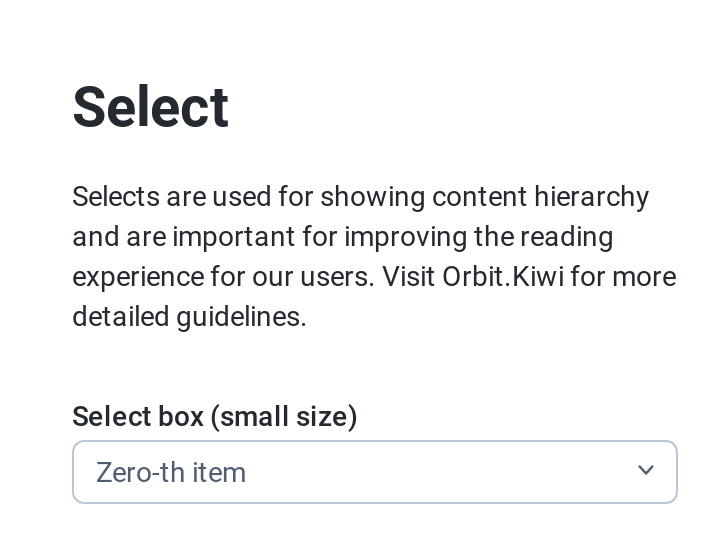 Select
Selects are used for showing content hierarchy
and are important for improving the reading
experience for our users. Visit Orbit.Kiwi for more
detailed guidelines.
Select box (small size)
Zero-th item